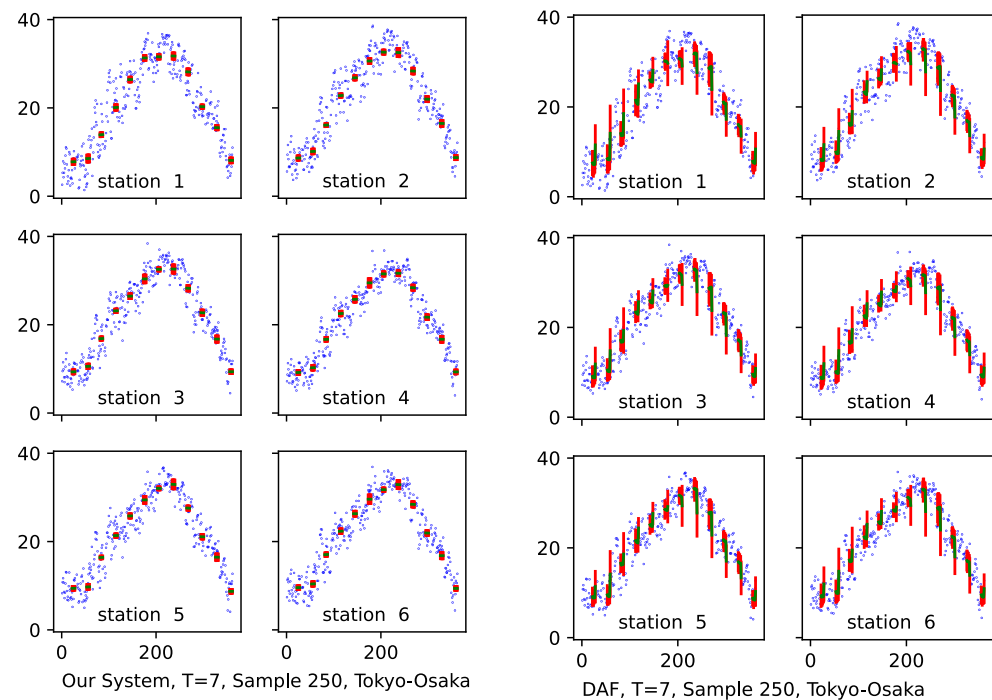 40
20
0
station 1
station 2
40
20
0
station 1
station 2
40
20
0
station 3
station 4
40
20
0
station 3
station 4
40
20
0
station 5
station 6
0
200
0
200
Our System, T=7, Sample 250, Tokyo-Osaka
40
20
0
station 5
station 6
0
200
0
200
DAF, T=7, Sample 250, Tokyo-Osaka